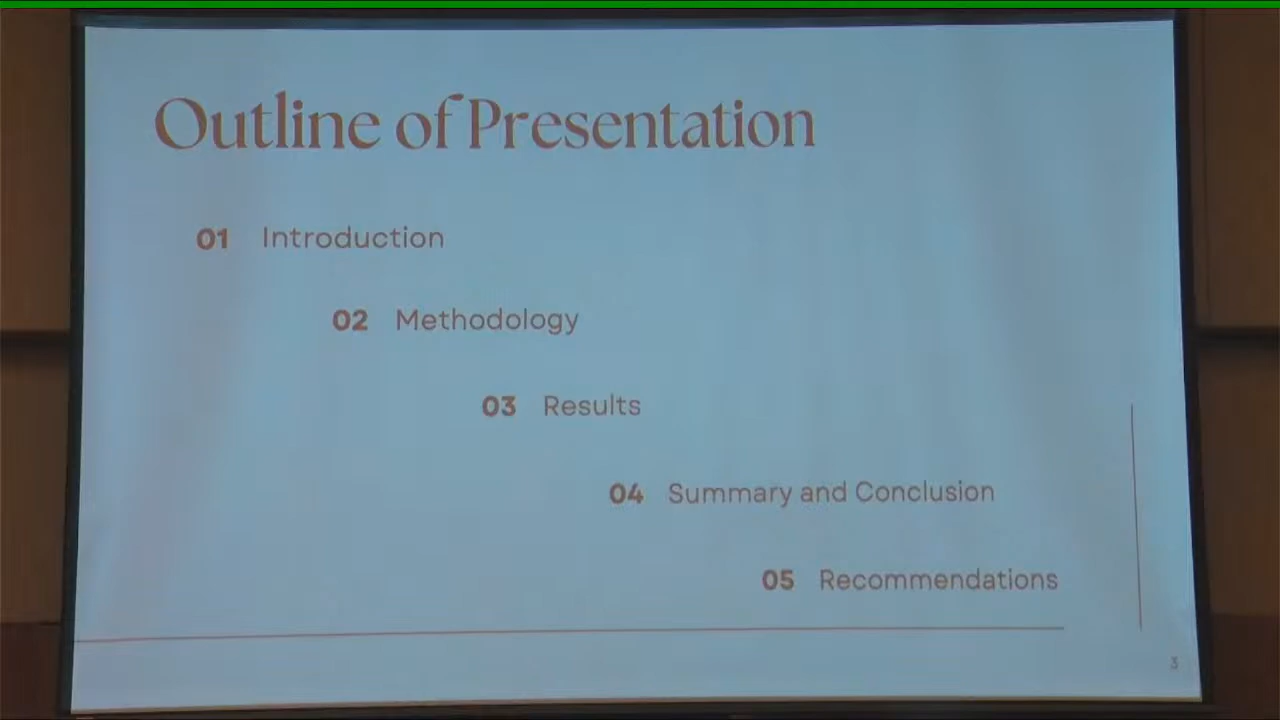 Outline of Presentation
01 Introduction
02 Methodology
03 Results
04 Summary and Conclusion
05 Recommendations
3